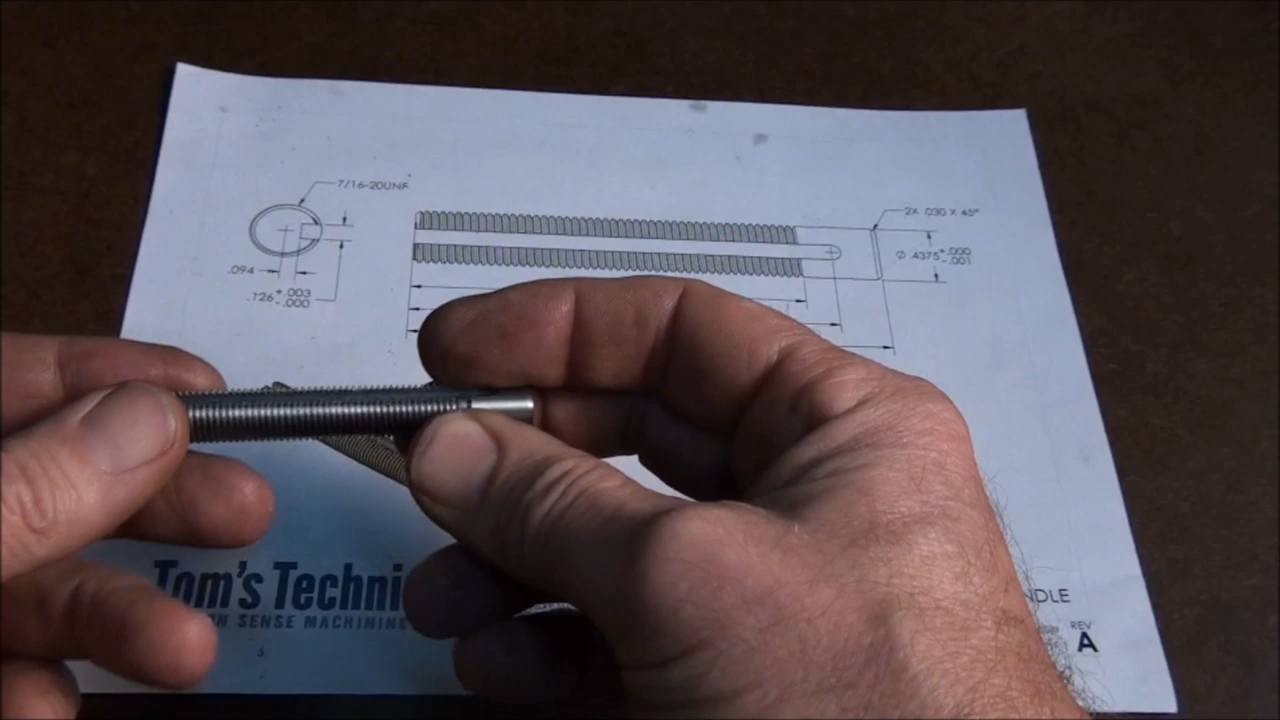 7/16-20UNF
2X .030 X 45°
Ø .4375 +.000
-.001
.094
.126 +.003
-.000
Tom's Techni
SENSE MACHINING
NDLE
REV
A